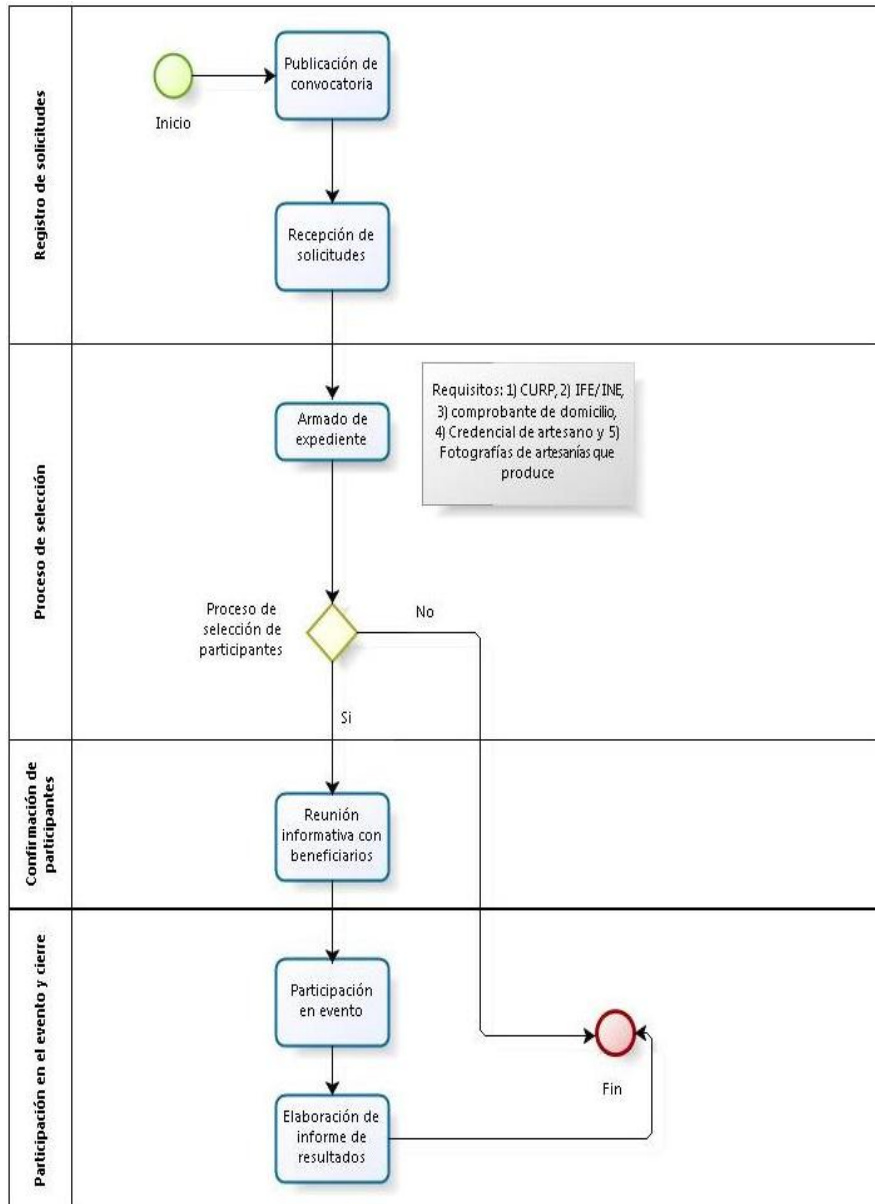 Registro de solicitudes
Inicio
Publicación de
convocatoria
Recepción de
solicitudes
Proceso de selección
Armado de
expediente
Requisitos: 1) CURP, 2) IFE/INE,
3) comprobante de domicilio,
4) Credencial de artesano y 5)
Fotografías de artesanías que
produce
Proceso de
selección de
participantes
No
Si
Confirmación de
participantes
Reunión
informativa con
beneficiarios
Participación en el evento y cierre
Participación
en evento
Fin
Elaboración de
informe de
resultados